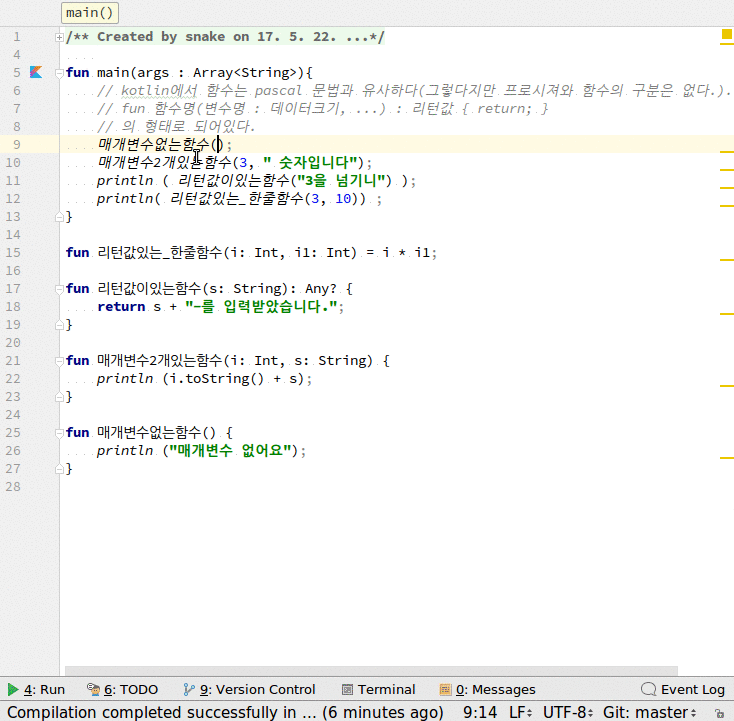 main()
1 /** Created by snake on 17. 5. 22. ...*/
4
5 fun main(args : Array<String>){
6 // kotlin에서 함수는 pascal 문법과 유사하다(그렇다지만 프로시져와 함수의 구분은 없다.).
7 // fun 함수명(변수명 : 데이터크기, ...) : 리턴값 { return; }
8 // 의 형태로 되어있다.
9 매개변수없는함수();
10 매개변수2개있는함수(3, " 숫자입니다");
11 println ( 리턴값이있는함수("3을 넘기니") );
12 println( 리턴값있는_한줄함수(3, 10)) ;
13 }
14
15 fun 리턴값있는_한줄함수(i: Int, i1: Int) = i * i1;
16
17 fun 리턴값이있는함수(s: String): Any? {
18 return s + "-를 입력받았습니다.";
19 }
20
21 fun 매개변수2개있는함수(i: Int, s: String) {
22 println (i.toString() + s);
23 }
24
25 fun 매개변수없는함수() {
26 println ("매개변수 없어요");
27 }
28
4: Run 6: TODO 9: Version Control Terminal 0: Messages Event Log
Compilation completed successfully in ... (6 minutes ago) 9:14 LF UTF-8 Git: master